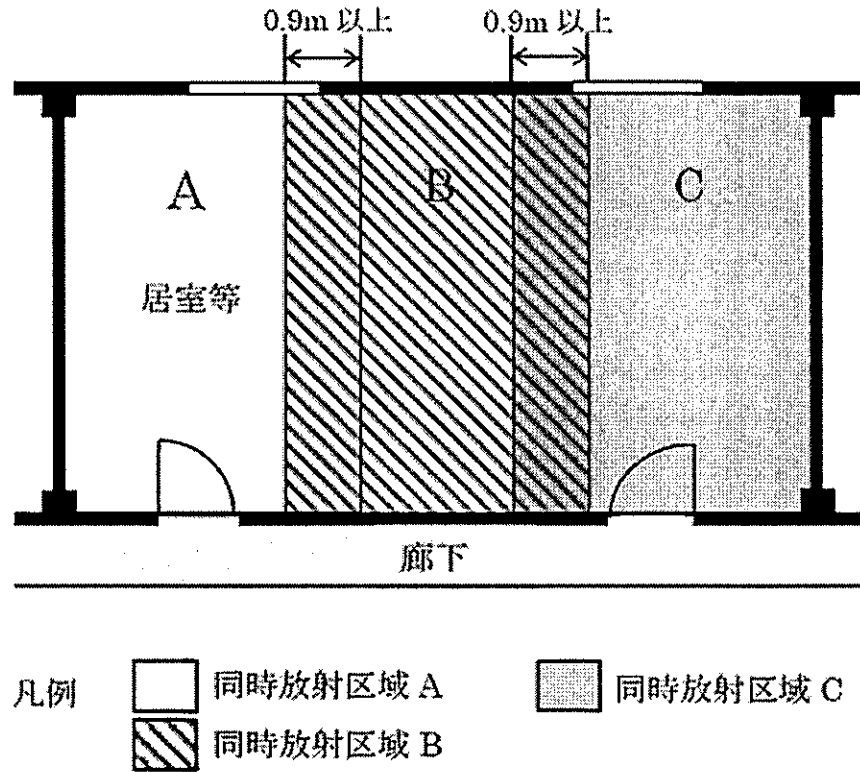 0.9m 以上 0.9m 以上
A B C
居室等
廊下
凡例 同時放射区域 A 同時放射区域 C
同時放射区域 B